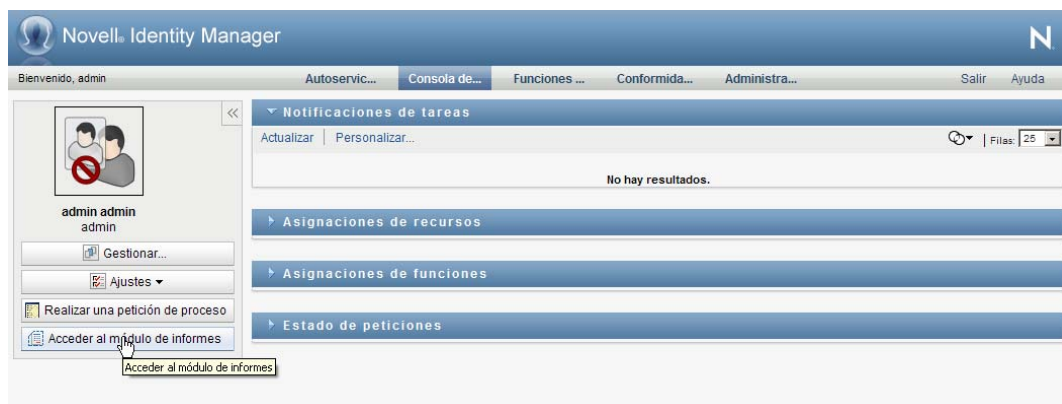 Novell® Identity Manager
N
Bienvenido, admin
Autoservic... Consola de... Funciones ... Conformida... Administra... Salir Ayuda
Notificaciones de tareas
Actualizar | Personalizar...
| Filas: 25
No hay resultados.
admin admin
admin
Gestionar...
Ajustes
Realizar una petición de proceso
Acceder al módulo de informes
Acceder al módulo de informes
Asignaciones de recursos
Asignaciones de funciones
Estado de peticiones